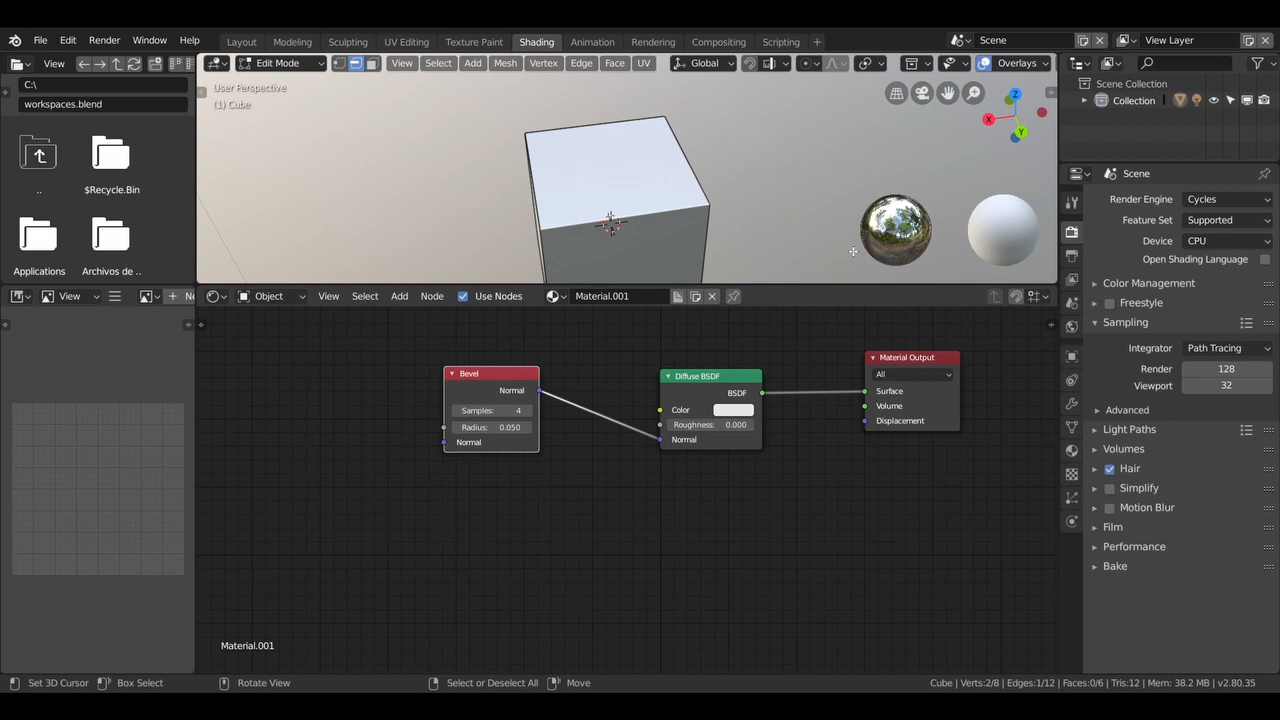 File Edit Render Window Help
Layout Modeling Sculpting UV Editing Texture Paint Shading Animation Rendering Compositing Scripting +
Scene
View Layer
View
C:\
workspaces.blend
..
$Recycle.Bin
Applications
Archivos de ..
Edit Mode
View Select Add Mesh Vertex Edge Face UV
Global
Overlays
User Perspective
(1) Cube
Z
X
Y
Scene Collection
Collection
Scene
Render Engine Cycles
Feature Set Supported
Device CPU
Open Shading Language
Color Management
Freestyle
Sampling
Integrator Path Tracing
Render 128
Viewport 32
Advanced
Light Paths
Volumes
Hair
Simplify
Motion Blur
Film
Performance
Bake
View
+ Ne
Object
View Select Add Node
Use Nodes
Material.001
Bevel
Normal
Samples: 4
Radius: 0.050
Normal
Diffuse BSDF
BSDF
Color
Roughness: 0.000
Normal
Material Output
All
Surface
Volume
Displacement
Material.001
Set 3D Cursor
Box Select
Rotate View
Select or Deselect All
Move
Cube | Verts:2/8 | Edges:1/12 | Faces:0/6 | Tris:12 | Mem: 38.2 MB | v2.80.35